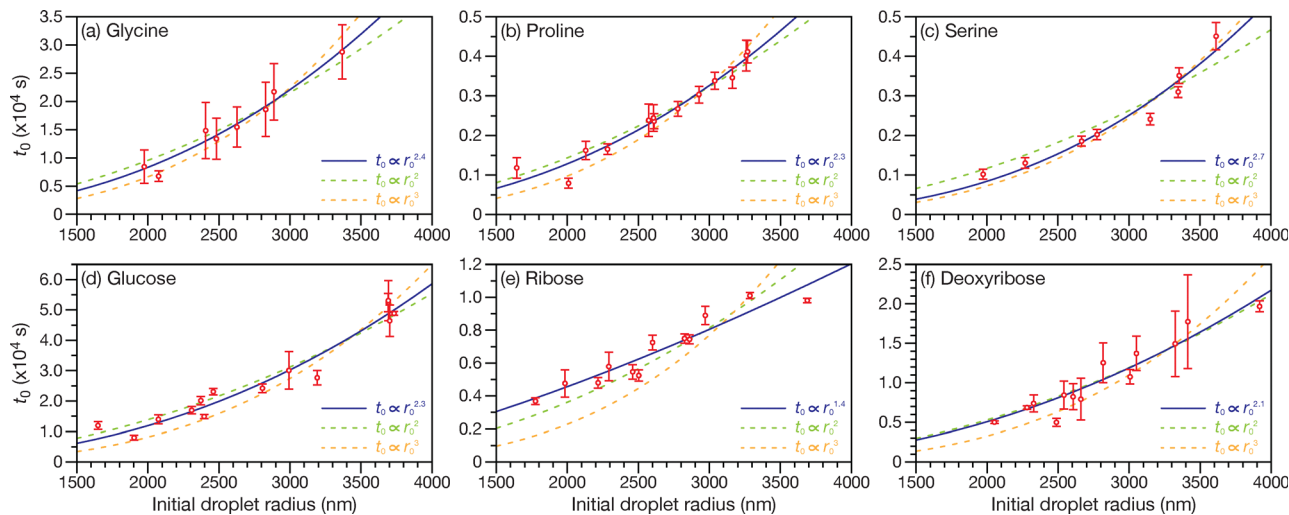 (a) Glycine
3.5
3.0
2.5
2.0
1.5
1.0
0.5
0
t₀ (x10⁴ s)
t₀ ∝ r₀^2.4
t₀ ∝ r₀^2
t₀ ∝ r₀^3
1500 2000 2500 3000 3500 4000
(b) Proline
0.5
0.4
0.3
0.2
0.1
0
t₀ ∝ r₀^2.3
t₀ ∝ r₀^2
t₀ ∝ r₀^3
1500 2000 2500 3000 3500 4000
(c) Serine
0.5
0.4
0.3
0.2
0.1
0
t₀ ∝ r₀^2.7
t₀ ∝ r₀^2
t₀ ∝ r₀^3
1500 2000 2500 3000 3500 4000
(d) Glucose
6.0
5.0
4.0
3.0
2.0
1.0
0
t₀ (x10⁴ s)
t₀ ∝ r₀^2.3
t₀ ∝ r₀^2
t₀ ∝ r₀^3
1500 2000 2500 3000 3500 4000
Initial droplet radius (nm)
(e) Ribose
1.2
1.0
0.8
0.6
0.4
0.2
0
t₀ ∝ r₀^1.4
t₀ ∝ r₀^2
t₀ ∝ r₀^3
1500 2000 2500 3000 3500 4000
Initial droplet radius (nm)
(f) Deoxyribose
2.5
2.0
1.5
1.0
0.5
0
t₀ ∝ r₀^2.1
t₀ ∝ r₀^2
t₀ ∝ r₀^3
1500 2000 2500 3000 3500 4000
Initial droplet radius (nm)